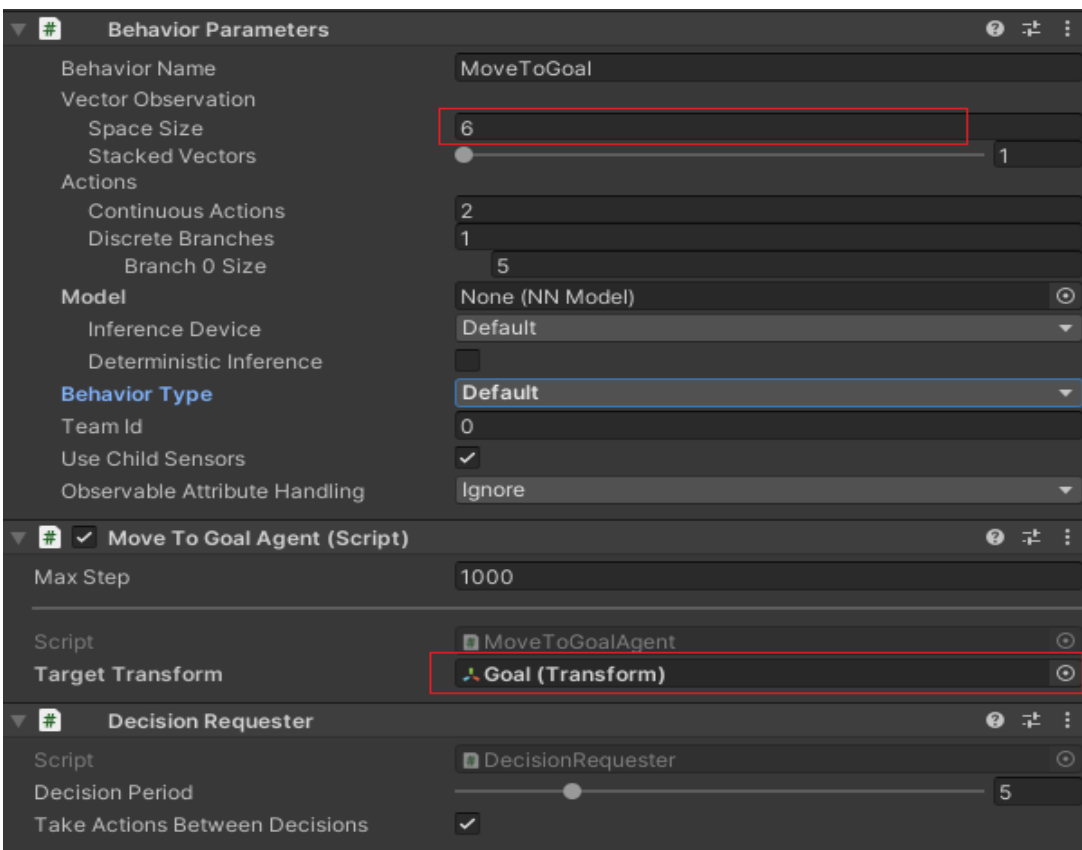 # Behavior Parameters
Behavior Name MoveToGoal
Vector Observation
Space Size 6
Stacked Vectors 1
Actions
Continuous Actions 2
Discrete Branches 1
Branch 0 Size 5
Model None (NN Model)
Inference Device Default
Deterministic Inference
Behavior Type Default
Team Id 0
Use Child Sensors
Observable Attribute Handling Ignore
# Move To Goal Agent (Script)
Max Step 1000
Script # MoveToGoalAgent
Target Transform Goal (Transform)
# Decision Requester
Script # DecisionRequester
Decision Period 5
Take Actions Between Decisions